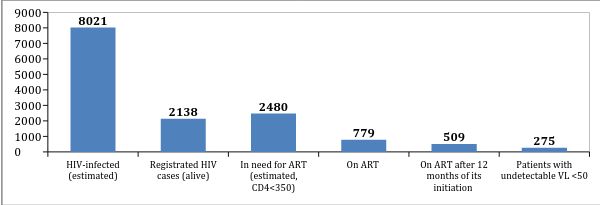 9000
8000
7000
6000
5000
4000
3000
2000
1000
0
8021
2138
2480
779
509
275
HIV-infected
(estimated)
Registrated HIV
cases (alive)
In need for ART
(estimated,
CD4<350)
On ART
On ART after 12
months of its
initiation
Patients with
undetectable VL <50